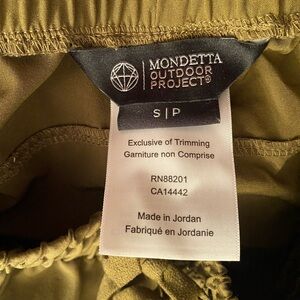 MONDETTA
OUTDOOR
PROJECT®
S|P
Exclusive of Trimming
Garniture non Comprise
RN88201
CA14442
Made in Jordan
Fabriqué en Jordanie